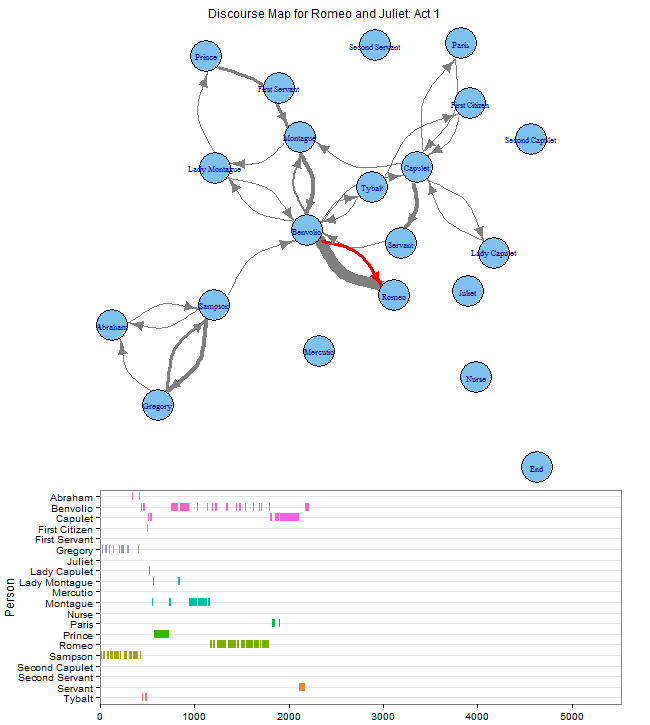 Discourse Map for Romeo and Juliet: Act 1
Second Servant
Paris
Prince
First Servant
First Citizen
Montague
Second Capulet
Lady Montague
Capulet
Tybalt
Benvolio
Servant
Lady Capulet
Romeo
Juliet
Sampson
Abraham
Mercutio
Nurse
Gregory
End
Person
Abraham
Benvolio
Capulet
First Citizen
First Servant
Gregory
Juliet
Lady Capulet
Lady Montague
Mercutio
Montague
Nurse
Paris
Prince
Romeo
Sampson
Second Capulet
Second Servant
Servant
Tybalt
0 1000 2000 3000 4000 5000